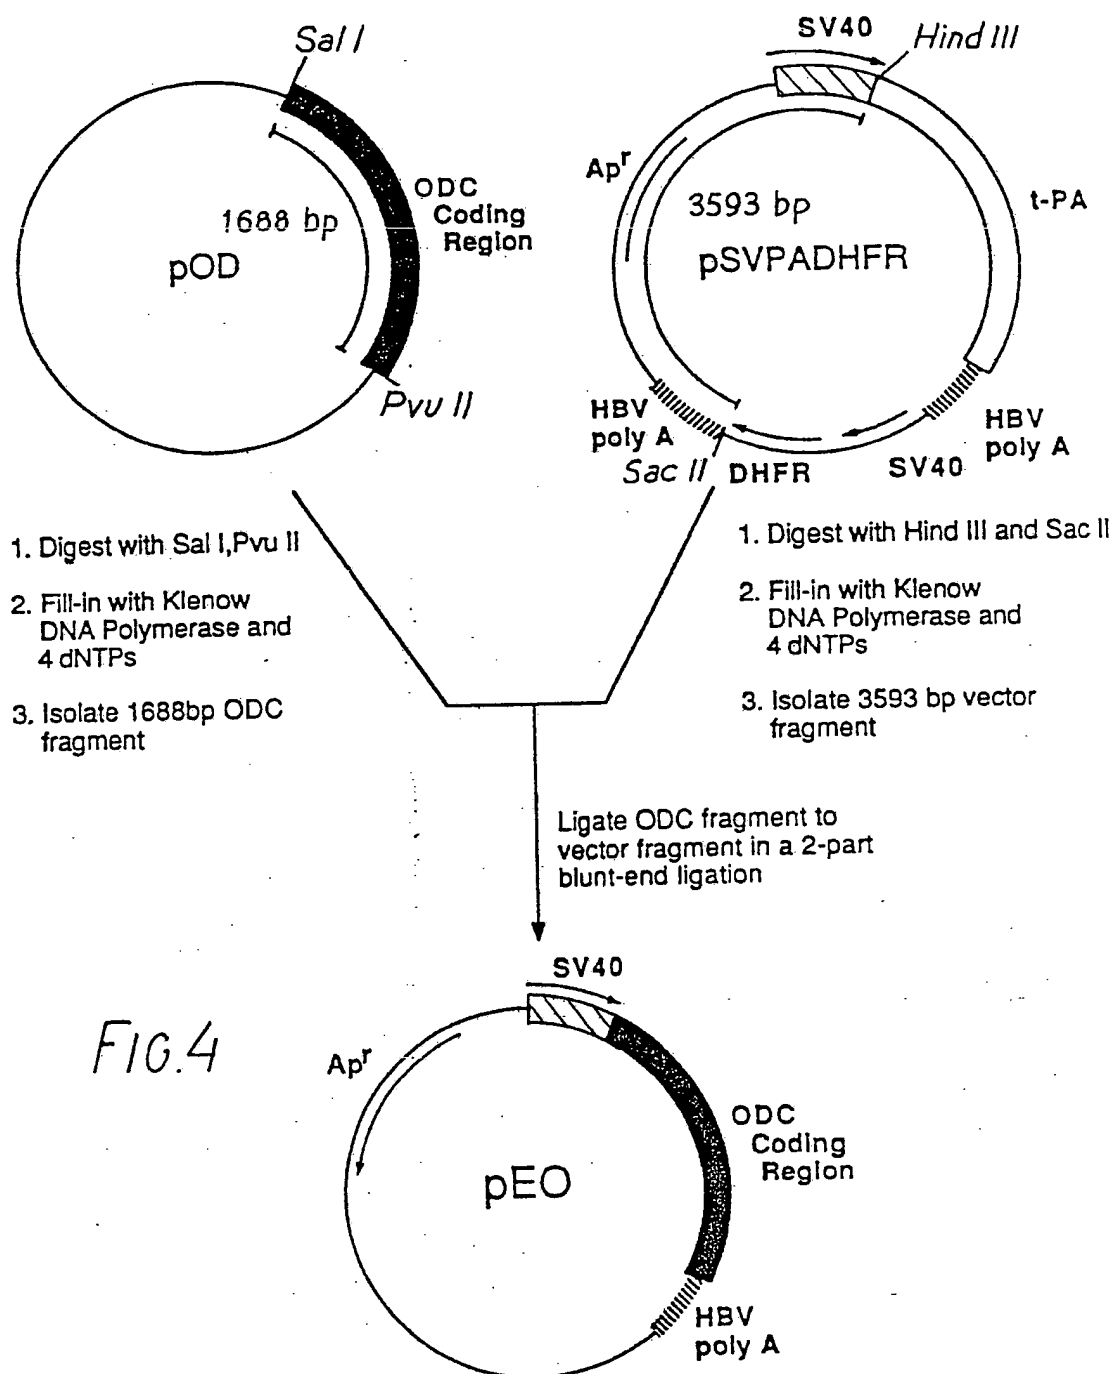 Sal I
ODC
Coding
Region
1688 bp
pOD
Pvu II
SV40
Hind III
Apr
t-PA
3593 bp
pSVPADHFR
HBV
poly A
Sac II
DHFR
SV40
HBV
poly A
1. Digest with Sal I,Pvu II
2. Fill-in with Klenow
DNA Polymerase and
4 dNTPs
3. Isolate 1688bp ODC
fragment
1. Digest with Hind III and Sac II
2. Fill-in with Klenow
DNA Polymerase and
4 dNTPs
3. Isolate 3593 bp vector
fragment
Ligate ODC fragment to
vector fragment in a 2-part
blunt-end ligation
FIG.4
SV40
Apr
ODC
Coding
Region
pEO
HBV
poly A